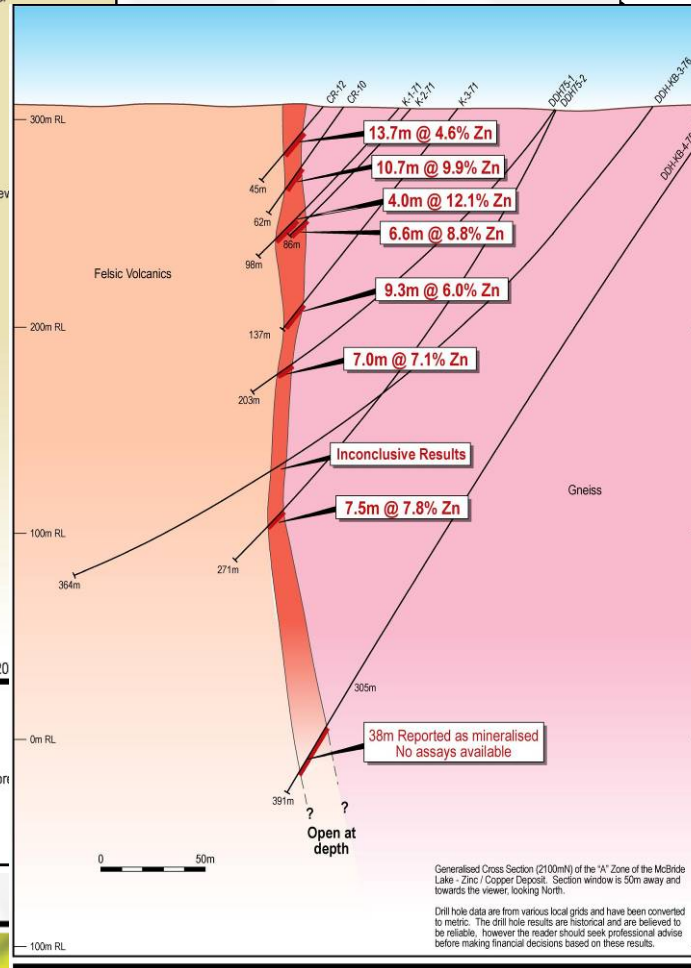 CR-12
CR-10
K-1-71
K-2-71
K-3-71
DDH75-1
DDH75-2
DDH-KB-3-76
DDH-KB-4-76
300m RL
13.7m @ 4.6% Zn
10.7m @ 9.9% Zn
45m
4.0m @ 12.1% Zn
62m
6.6m @ 8.8% Zn
86m
98m
Felsic Volcanics
9.3m @ 6.0% Zn
200m RL
137m
7.0m @ 7.1% Zn
203m
Inconclusive Results
Gneiss
7.5m @ 7.8% Zn
100m RL
271m
364m
305m
0m RL
38m Reported as mineralised
No assays available
391m
?
?
Open at
depth
0
50m
Generalised Cross Section (2100mN) of the "A" Zone of the McBride
Lake - Zinc / Copper Deposit. Section window is 50m away and
towards the viewer, looking North.
Drill hole data are from various local grids and have been converted
to metric. The drill hole results are historical and are believed to
be reliable, however the reader should seek professional advise
before making financial decisions based on these results.
100m RL